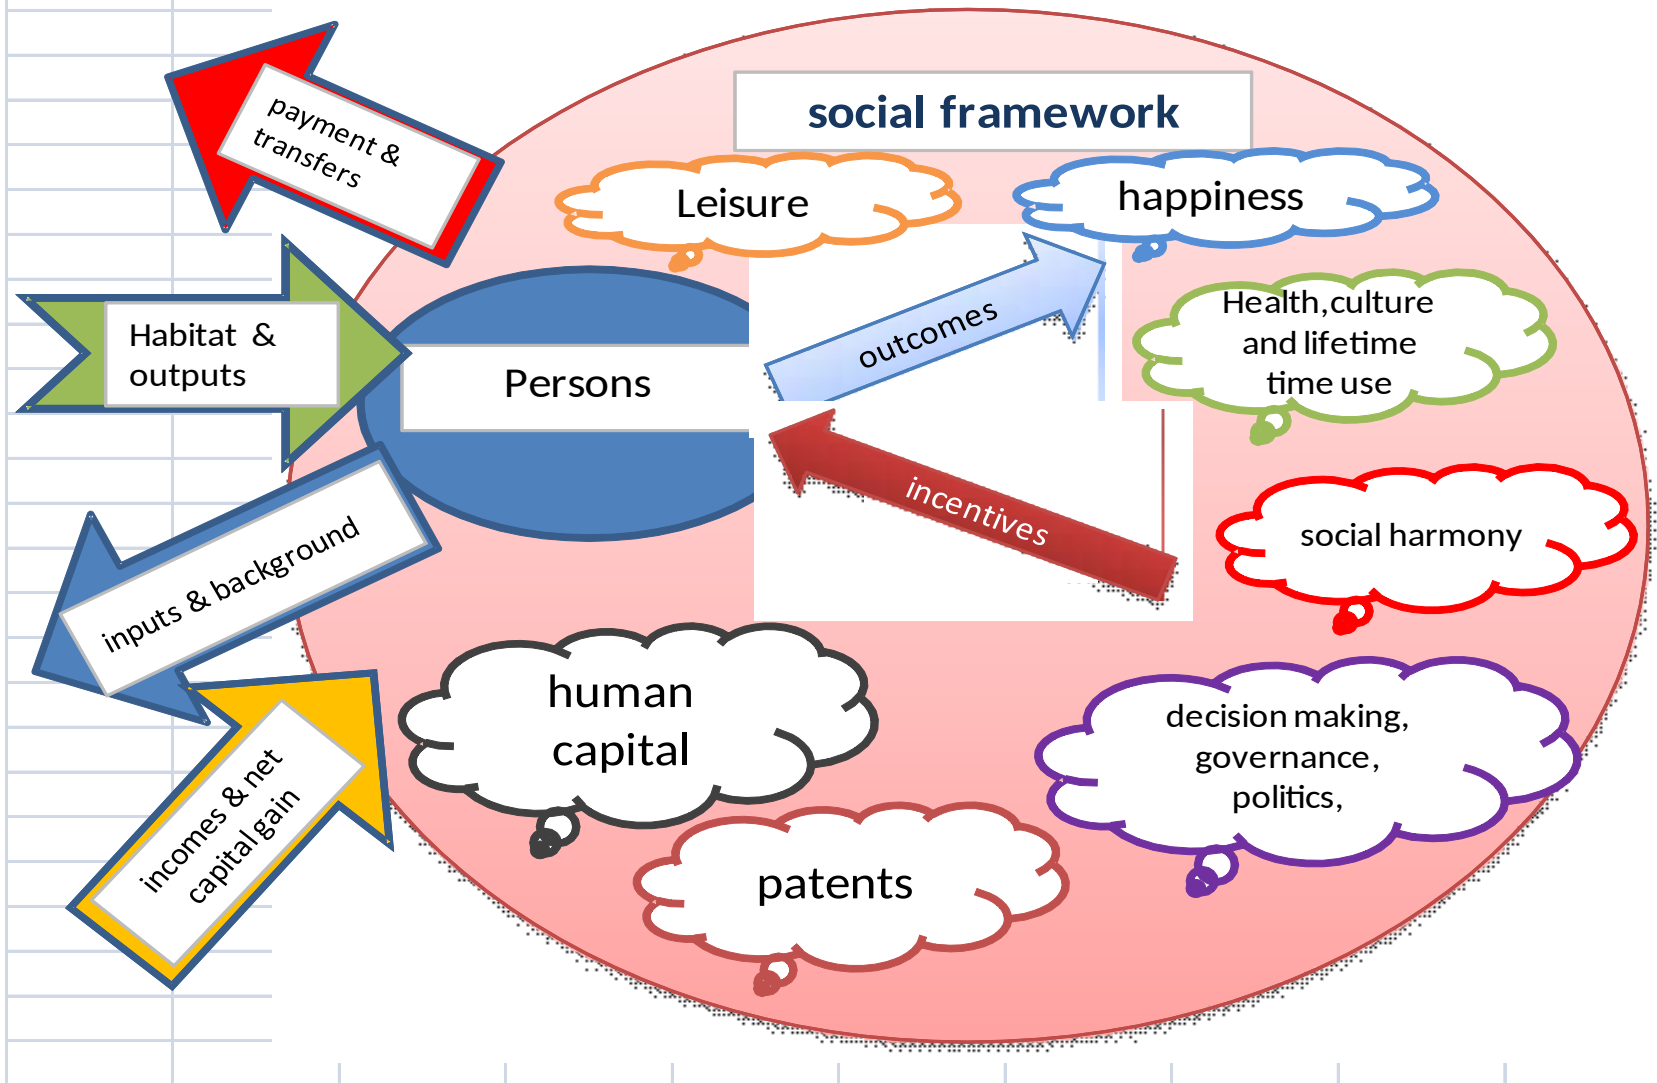 social framework
payment &
transfers
Leisure
happiness
Habitat &
outputs
Persons
outcomes
Health,culture
and lifetime
time use
incentives
social harmony
inputs & background
human
capital
decision making,
governance,
politics,
incomes & net
capital gain
patents